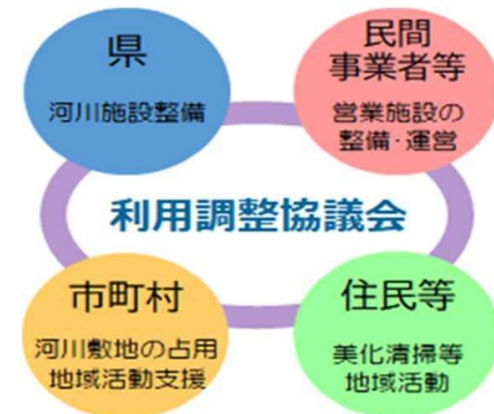 県
河川施設整備
民間
事業者等
営業施設の
整備・運営
利用調整協議会
市町村
河川敷地の占用
地域活動支援
住民等
美化清掃等
地域活動